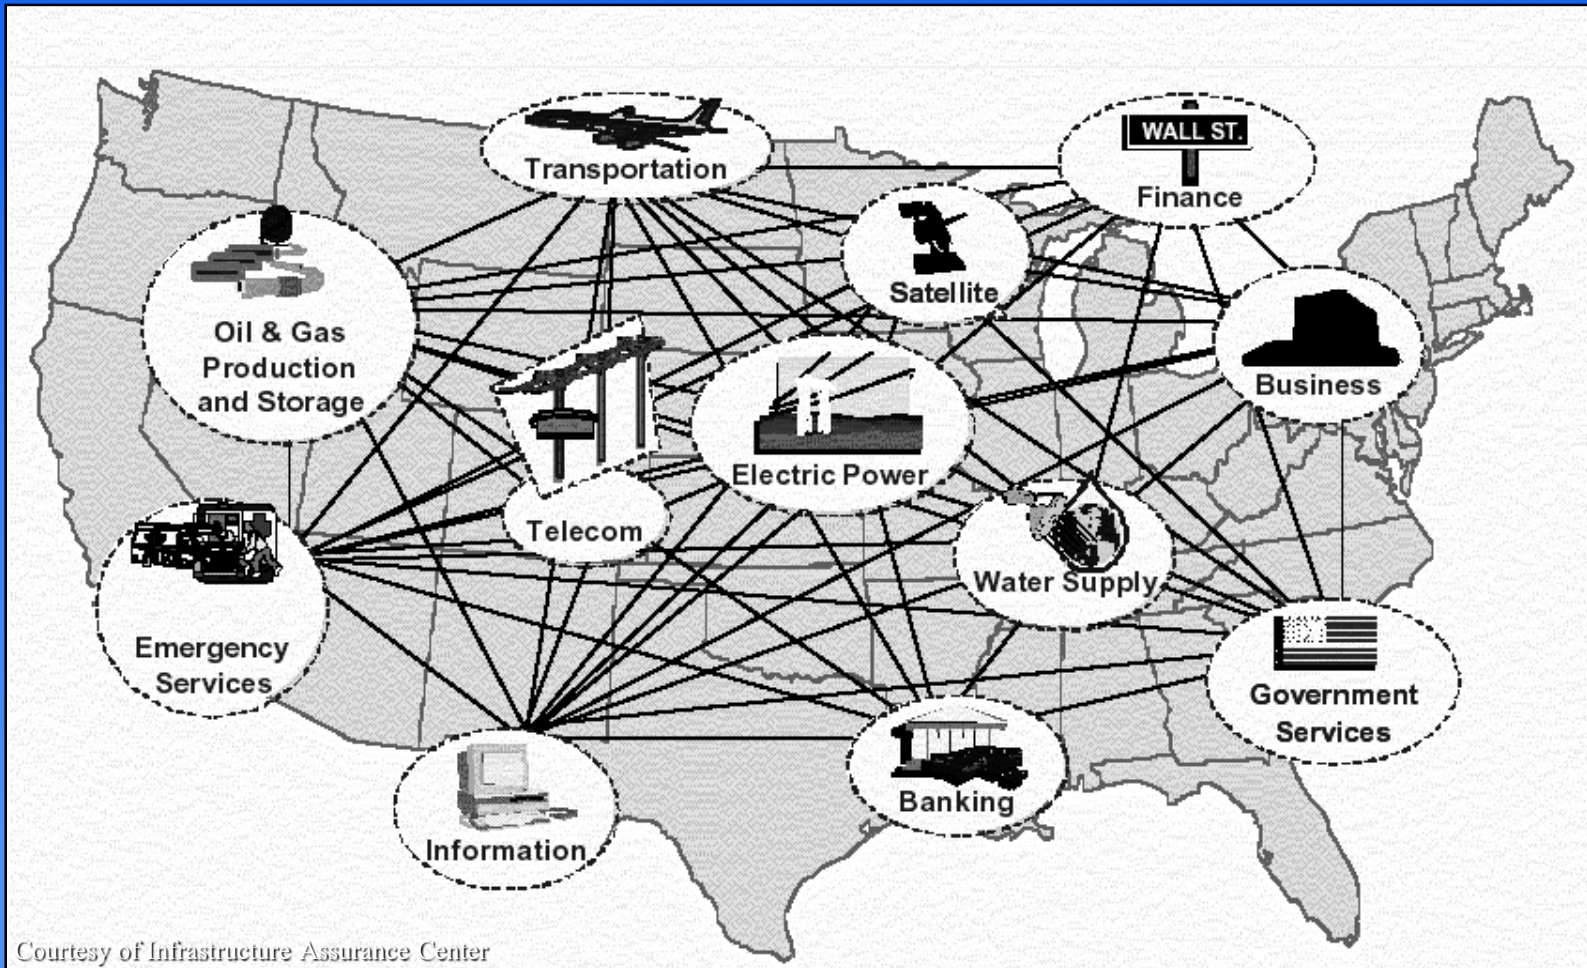 WALL ST.
Transportation
Finance
Satellite
Oil & Gas
Production
and Storage
Business
Electric Power
Telecom
Water Supply
Emergency
Services
Government
Services
Banking
Information
Courtesy of Infrastructure Assurance Center